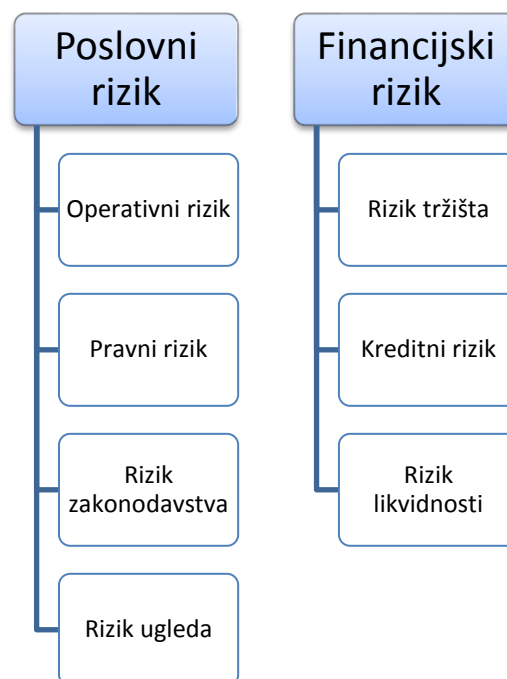 Poslovni
rizik
Operativni rizik
Pravni rizik
Rizik
zakonodavstva
Rizik ugleda
Financijski
rizik
Rizik tržišta
Kreditni rizik
Rizik
likvidnosti